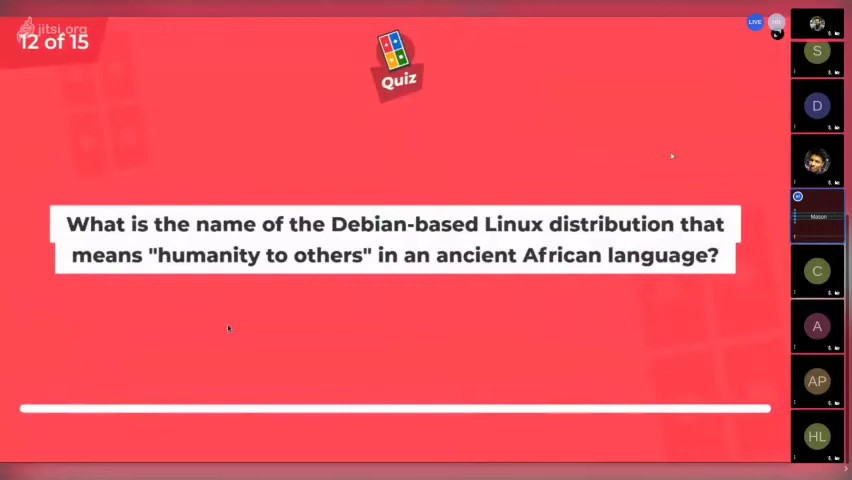 jitsi.org
12 of 15
Quiz
LIVE
HD
What is the name of the Debian-based Linux distribution that
means "humanity to others" in an ancient African language?
S
D
Mason
C
A
AP
HL